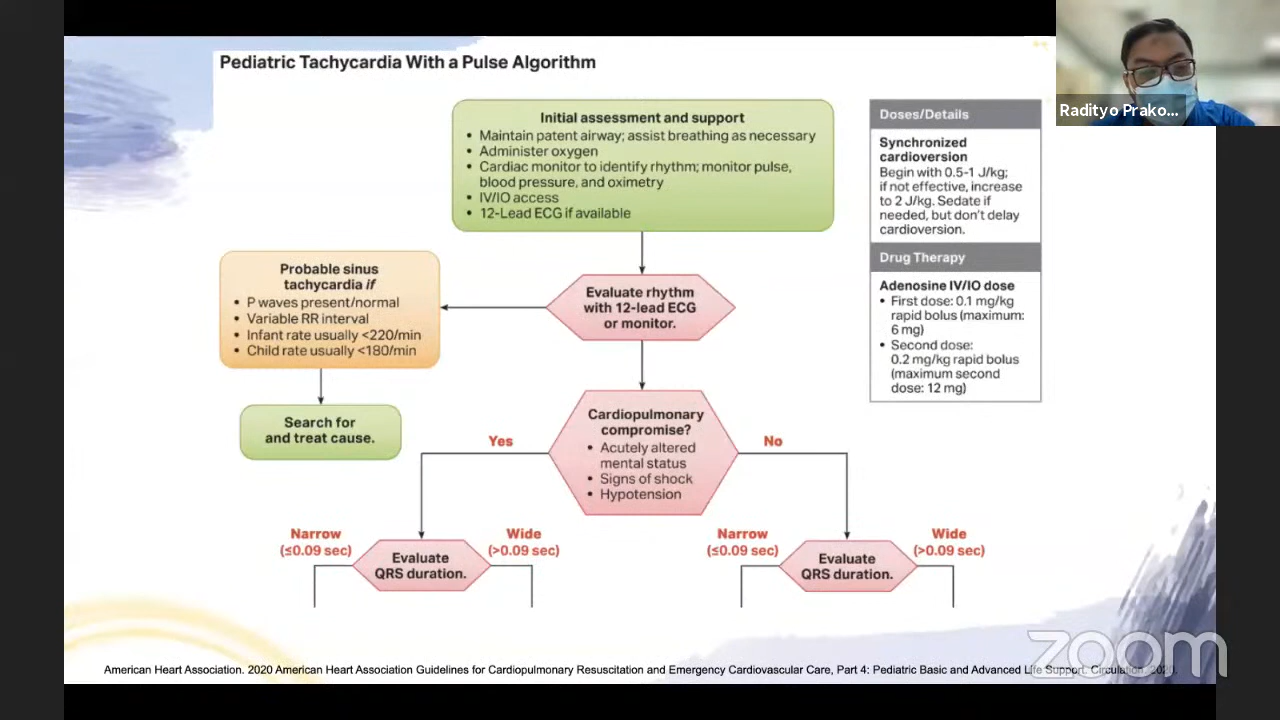 Pediatric Tachycardia With a Pulse Algorithm
Radityo Prako...
Initial assessment and support
• Maintain patent airway; assist breathing as necessary
• Administer oxygen
• Cardiac monitor to identify rhythm; monitor pulse,
blood pressure, and oximetry
• IV/IO access
• 12-Lead ECG if available
Doses/Details
Synchronized
cardioversion
Begin with 0.5-1 J/kg;
if not effective, increase
to 2 J/kg. Sedate if
needed, but don't delay
cardioversion.
Drug Therapy
Adenosine IV/IO dose
• First dose: 0.1 mg/kg
rapid bolus (maximum:
6 mg)
• Second dose:
0.2 mg/kg rapid bolus
(maximum second
dose: 12 mg)
Probable sinus
tachycardia if
• P waves present/normal
• Variable RR interval
• Infant rate usually <220/min
• Child rate usually <180/min
Evaluate rhythm
with 12-lead ECG
or monitor.
Search for
and treat cause.
Cardiopulmonary
compromise?
• Acutely altered
mental status
• Signs of shock
• Hypotension
Yes
No
Narrow
(≤0.09 sec)
Evaluate
QRS duration.
Wide
(>0.09 sec)
Narrow
(≤0.09 sec)
Evaluate
QRS duration.
Wide
(>0.09 sec)
zoom
American Heart Association. 2020 American Heart Association Guidelines for Cardiopulmonary Resuscitation and Emergency Cardiovascular Care, Part 4: Pediatric Basic and Advanced Life Support. Circulation. 2020.